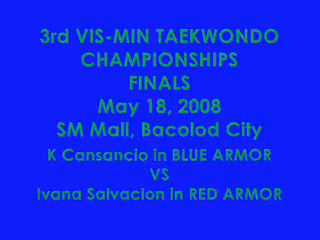 3rd VIS-MIN TAEKWONDO
CHAMPIONSHIPS
FINALS
May 18, 2008
SM Mall, Bacolod City
K Cansancio in BLUE ARMOR
VS
Ivana Salvacion in RED ARMOR